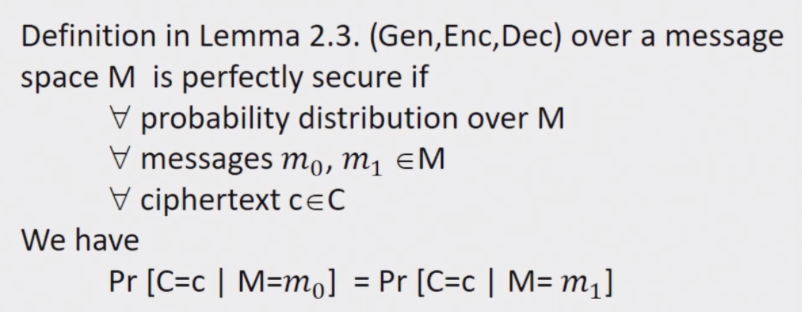 Definition in Lemma 2.3. (Gen,Enc,Dec) over a message
space M is perfectly secure if
∀ probability distribution over M
∀ messages m₀, m₁ ∈M
∀ ciphertext c∈C
We have
Pr [C=c | M=m₀] = Pr [C=c | M= m₁]